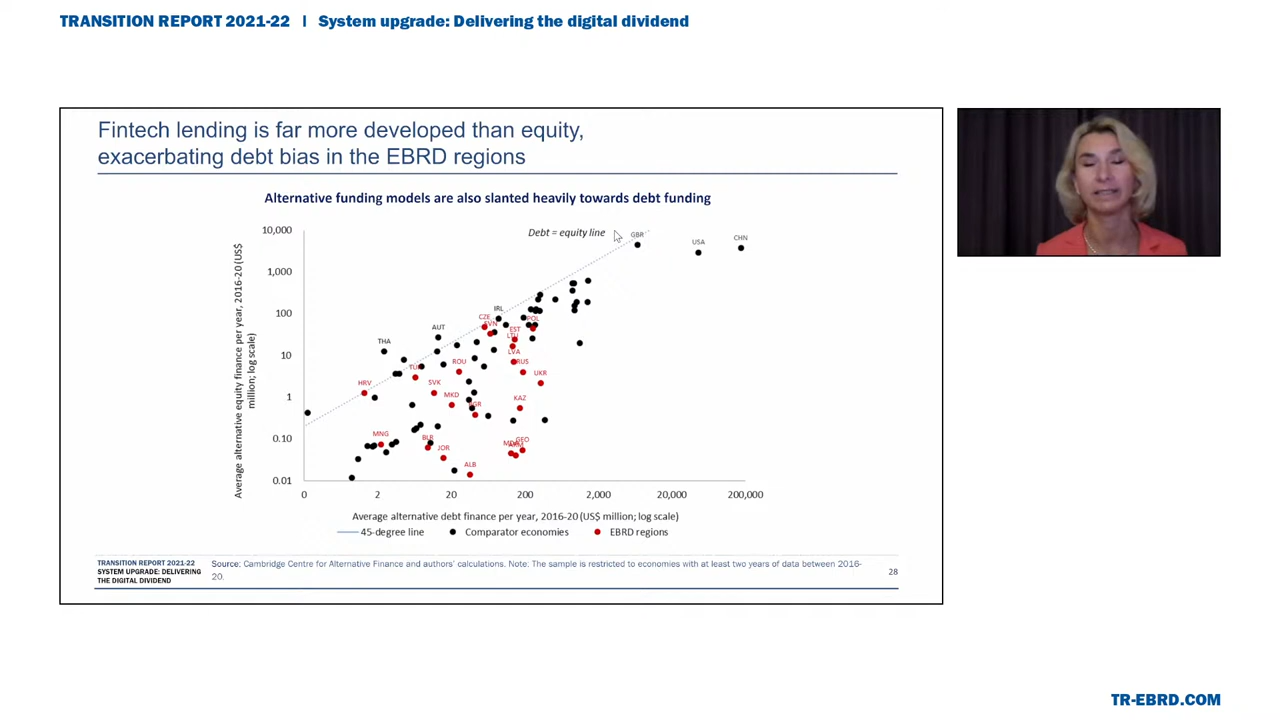 TRANSITION REPORT 2021-22 | System upgrade: Delivering the digital dividend
Fintech lending is far more developed than equity,
exacerbating debt bias in the EBRD regions
Alternative funding models are also slanted heavily towards debt funding
Average alternative equity finance per year, 2016-20 (US$
million; log scale)
10,000
1,000
100
10
1
0.10
0.01
Debt = equity line
GBR
USA
CHN
IRL
CZE
SVN
POL
AUT
EST
LTU
THA
LVA
ROU
RUS
TUR
UKR
HRV
SVK
MKD
KAZ
BGR
MNG
BLR
GEO
JOR
ALB
0
2
20
200
2,000
20,000
200,000
Average alternative debt finance per year, 2016-20 (US$ million; log scale)
45-degree line
Comparator economies
EBRD regions
TRANSITION REPORT 2021-22
SYSTEM UPGRADE: DELIVERING
THE DIGITAL DIVIDEND
Source: Cambridge Centre for Alternative Finance and authors' calculations. Note: The sample is restricted to economies with at least two years of data between 2016-
20.
28
TR-EBRD.COM